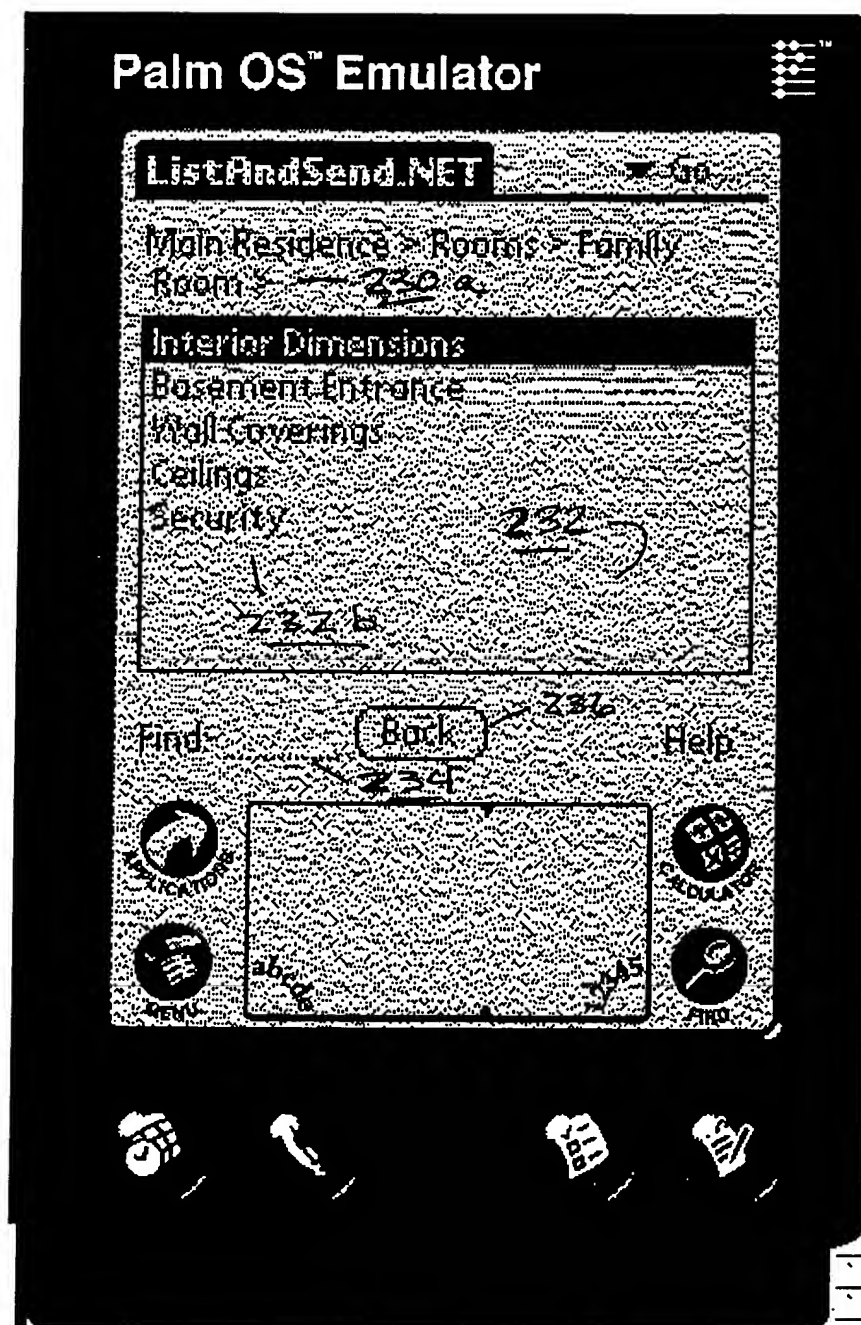 Palm OS™ Emulator ™
ListAndSend.NET
Main Residence > Rooms > Family
Room > 230a
Interior Dimensions
Basement Entrance
Wall Coverings
Ceilings
Security
232
232b
236
Find Back Help
234
APPLICATIONS CALCULATOR
abcde 12345
MENU FIND